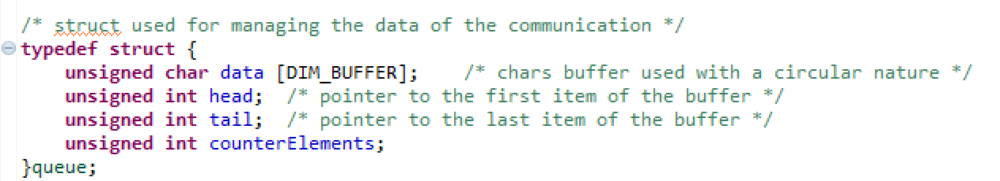 /* struct used for managing the data of the communication */
typedef struct {
    unsigned char data [DIM_BUFFER];    /* chars buffer used with a circular nature */
    unsigned int head;  /* pointer to the first item of the buffer */
    unsigned int tail;  /* pointer to the last item of the buffer */
    unsigned int counterElements;
}queue;